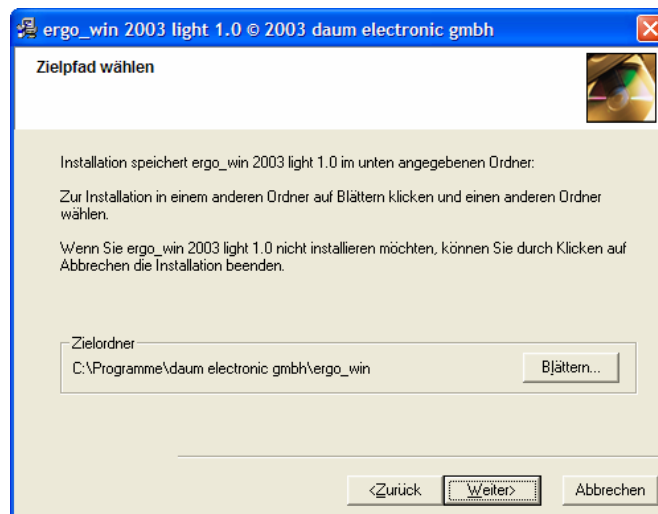 ergo_win 2003 light 1.0 © 2003 daum electronic gmbh
Zielpfad wählen
Installation speichert ergo_win 2003 light 1.0 im unten angegebenen Ordner:
Zur Installation in einem anderen Ordner auf Blättern klicken und einen anderen Ordner
wählen.
Wenn Sie ergo_win 2003 light 1.0 nicht installieren möchten, können Sie durch Klicken auf
Abbrechen die Installation beenden.
Zielordner
C:\Programme\daum electronic gmbh\ergo_win
Blättern...
<Zurück
Weiter>
Abbrechen